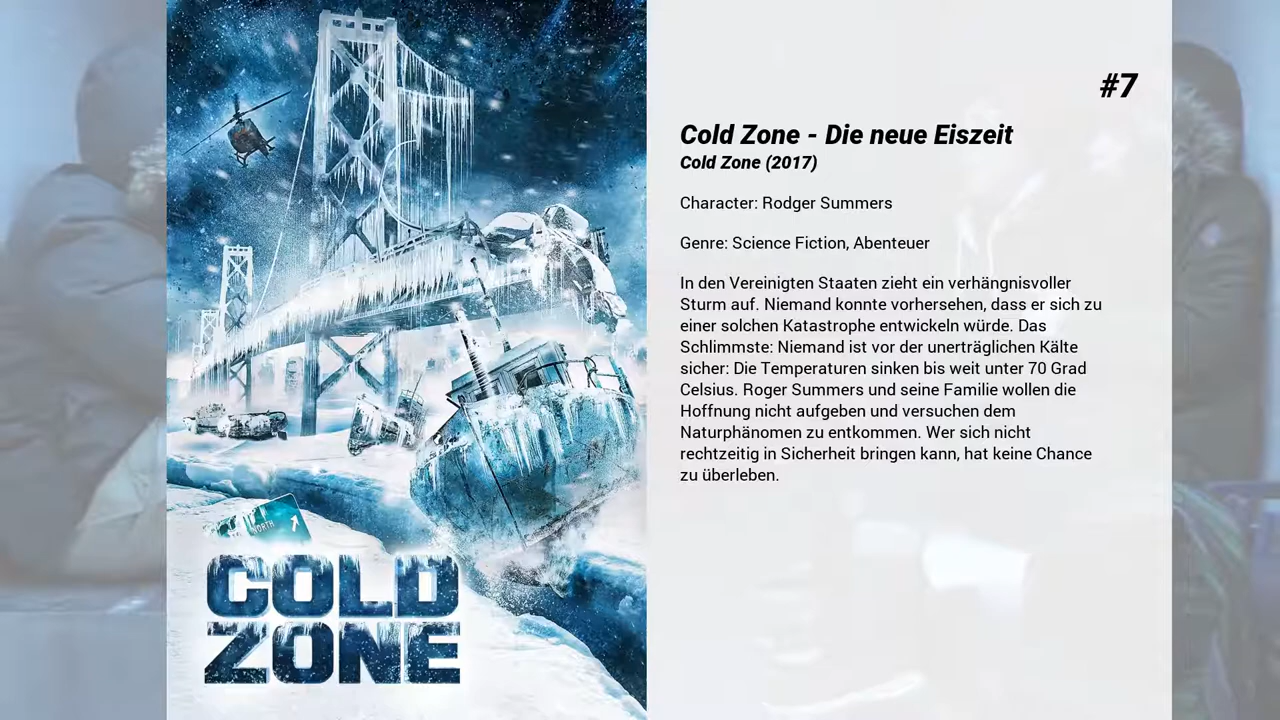 #7
Cold Zone - Die neue Eiszeit
Cold Zone (2017)
Character: Rodger Summers
Genre: Science Fiction, Abenteuer
In den Vereinigten Staaten zieht ein verhängnisvoller
Sturm auf. Niemand konnte vorhersehen, dass er sich zu
einer solchen Katastrophe entwickeln würde. Das
Schlimmste: Niemand ist vor der unerträglichen Kälte
sicher: Die Temperaturen sinken bis weit unter 70 Grad
Celsius. Roger Summers und seine Familie wollen die
Hoffnung nicht aufgeben und versuchen dem
Naturphänomen zu entkommen. Wer sich nicht
rechtzeitig in Sicherheit bringen kann, hat keine Chance
zu überleben.
NORTH
COLD
ZONE